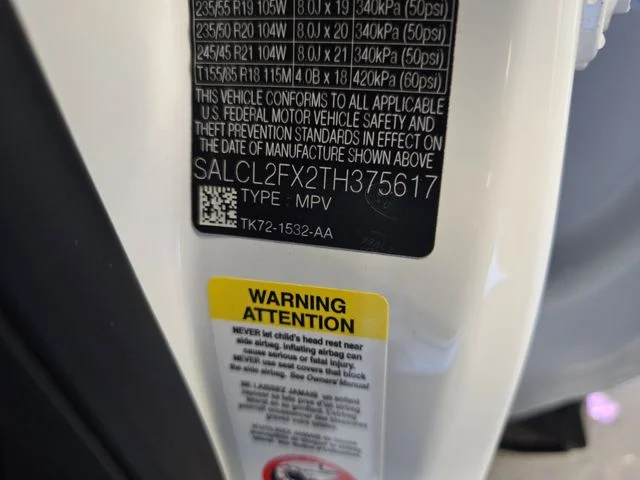 235/55 R19 105W 8.0J x 19 340kPa (50psi)
235/50 R20 104W 8.0J x 20 340kPa (50psi)
245/45 R21 104W 8.0J x 21 340kPa (50psi)
T155/85 R18 115M 4.0B x 18 420kPa (60psi)
THIS VEHICLE CONFORMS TO ALL APPLICABLE
U.S. FEDERAL MOTOR VEHICLE SAFETY AND
THEFT PREVENTION STANDARDS IN EFFECT ON
THE DATE OF MANUFACTURE SHOWN ABOVE
SALCL2FX2TH375617
TYPE : MPV
TK72-1532-AA
WARNING
ATTENTION
NEVER let child's head rest near
side airbag. Inflating airbag can
cause serious or fatal injury.
NEVER use seat covers that block
the side airbag. See Owners Manual
NE LAISSEZ JAMAIS un enfant